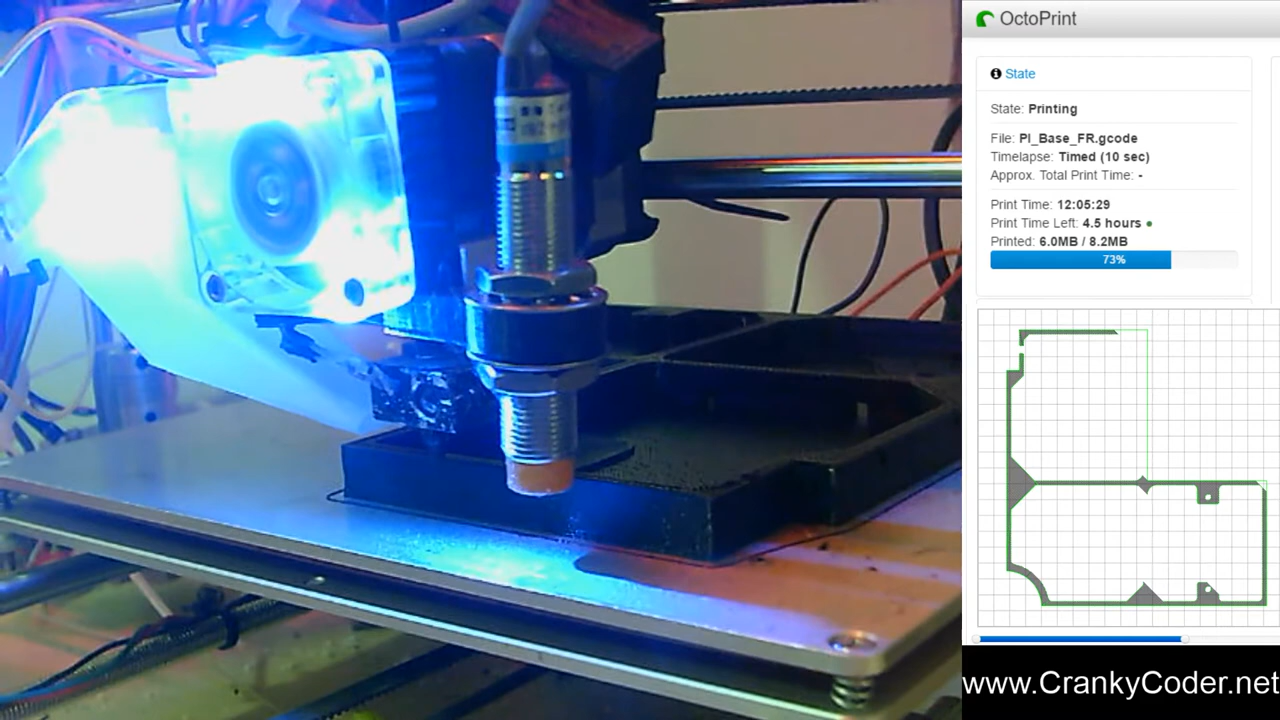 OctoPrint
State
State: Printing
File: PI_Base_FR.gcode
Timelapse: Timed (10 sec)
Approx. Total Print Time: -
Print Time: 12:05:29
Print Time Left: 4.5 hours
Printed: 6.0MB / 8.2MB
73%
www.CrankyCoder.net